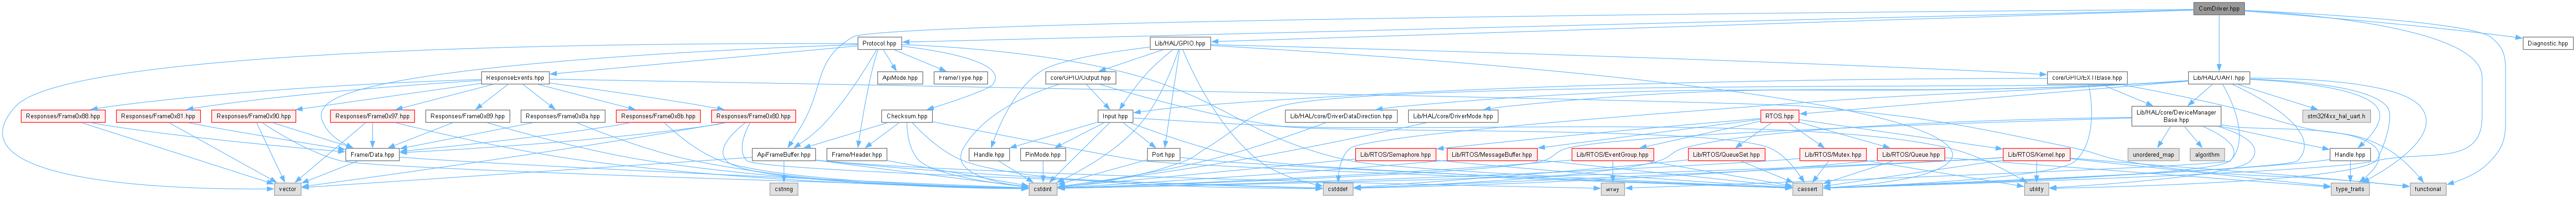 ComDriver.hpp
Protocol.hpp
Lib/HAL/GPIO.hpp
Diagnostic.hpp
ResponseEvents.hpp
ApiMode.hpp
Frame/Type.hpp
core/GPIO/Output.hpp
core/GPIO/EXTIBase.hpp
Lib/HAL/UART.hpp
Responses/Frame0x88.hpp
Responses/Frame0x81.hpp
Responses/Frame0x90.hpp
Responses/Frame0x97.hpp
Responses/Frame0x89.hpp
Responses/Frame0x8a.hpp
Responses/Frame0x8b.hpp
Responses/Frame0x80.hpp
Checksum.hpp
Input.hpp
Lib/HAL/core/DriverDataDirection.hpp
Lib/HAL/core/DriverMode.hpp
RTOS.hpp
Lib/HAL/core/DeviceManager
Base.hpp
stm32f4xx_hal_uart.h
Frame/Data.hpp
ApiFrameBuffer.hpp
Frame/Header.hpp
Handle.hpp
PinMode.hpp
Port.hpp
Lib/RTOS/Semaphore.hpp
Lib/RTOS/MessageBuffer.hpp
Lib/RTOS/EventGroup.hpp
Lib/RTOS/QueueSet.hpp
Lib/RTOS/Mutex.hpp
Lib/RTOS/Queue.hpp
Lib/RTOS/Kernel.hpp
unordered_map
algorithm
Handle.hpp
vector
cstring
cstdint
cstddef
array
cassert
utility
type_traits
functional